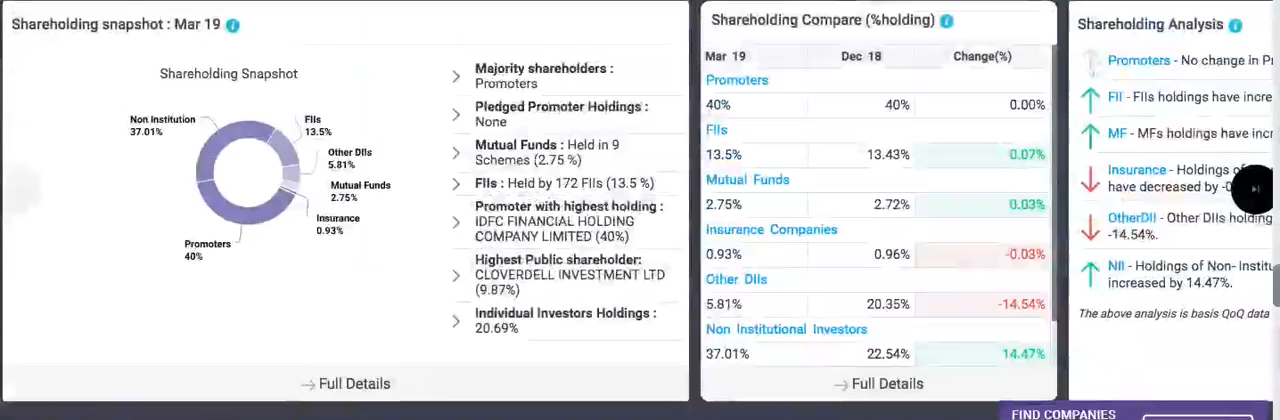 Shareholding snapshot : Mar 19
Shareholding Snapshot
Non Institution
37.01%
FIIs
13.5%
Other DIIs
5.81%
Mutual Funds
2.75%
Insurance
0.93%
Promoters
40%
Majority shareholders :
Promoters
Pledged Promoter Holdings :
None
Mutual Funds : Held in 9
Schemes (2.75 %)
FIIs : Held by 172 FIIs (13.5 %)
Promoter with highest holding :
IDFC FINANCIAL HOLDING
COMPANY LIMITED (40%)
Highest Public shareholder:
CLOVERDELL INVESTMENT LTD
(9.87%)
Individual Investors Holdings :
20.69%
Full Details
Shareholding Compare (%holding)
Mar 19 Dec 18 Change(%)
Promoters
40% 40% 0.00%
FIIs
13.5% 13.43% 0.07%
Mutual Funds
2.75% 2.72% 0.03%
Insurance Companies
0.93% 0.96% -0.03%
Other DIIs
5.81% 20.35% -14.54%
Non Institutional Investors
37.01% 22.54% 14.47%
Full Details
Shareholding Analysis
Promoters - No change in
FII - FIIs holdings have
MF - MFs holdings have
Insurance - Holdings
have decreased by
OtherDII - Other DIIs holding
-14.54%.
NII - Holdings of Non-
increased by 14.47%.
The above analysis is basis QoQ data
FIND COMPANIES